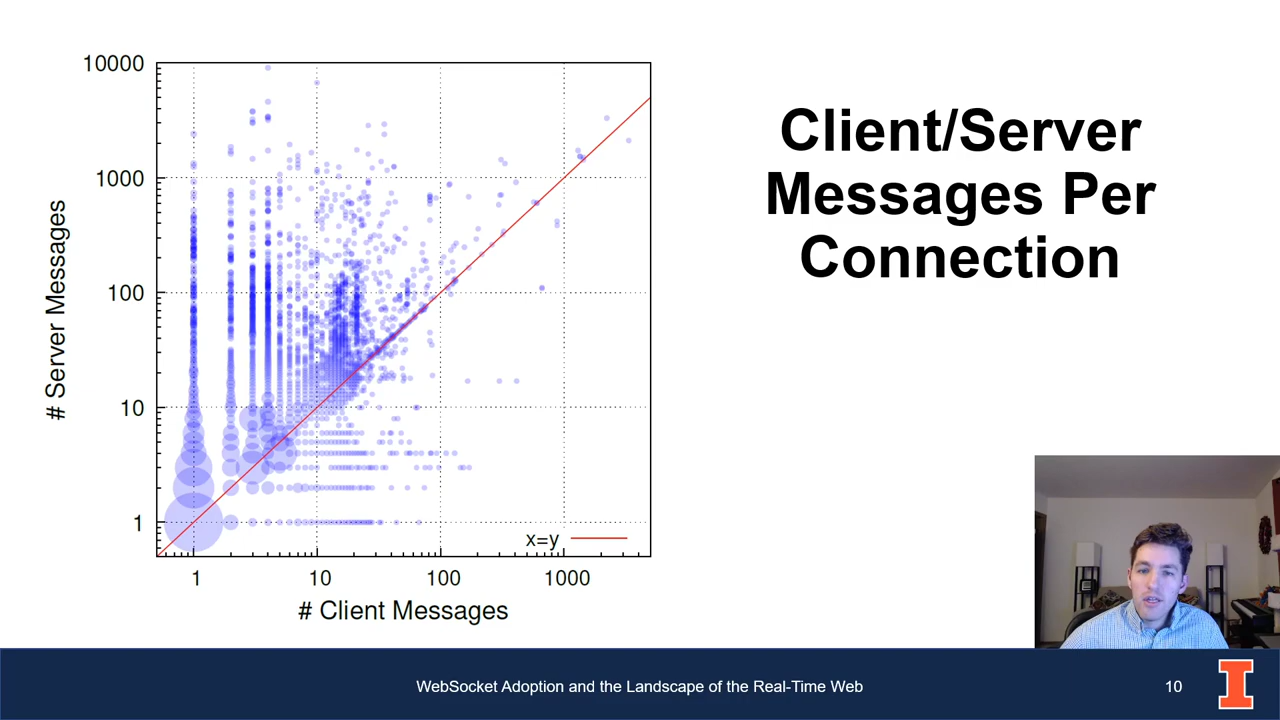 Client/Server
Messages Per
Connection
10000
1000
100
10
1
# Server Messages
x=y
1
10
100
1000
# Client Messages
WebSocket Adoption and the Landscape of the Real-Time Web
10
I